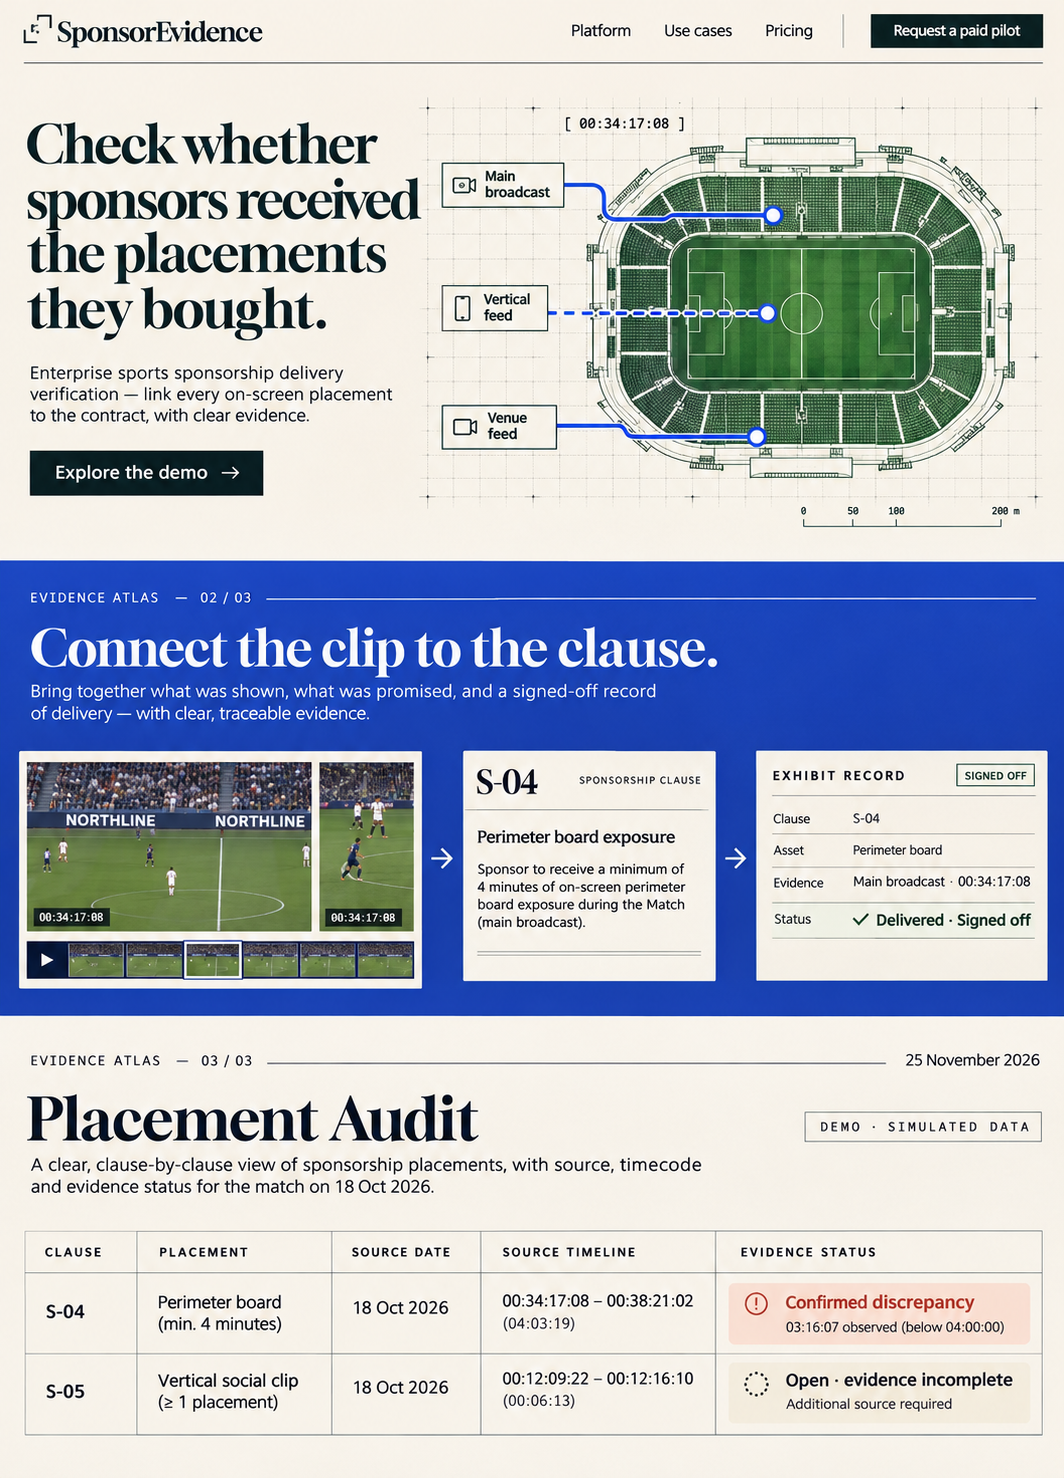 SponsorEvidence
Platform
Use cases
Pricing
Request a paid pilot
Check whether
sponsors received
the placements
they bought.
Enterprise sports sponsorship delivery
verification — link every on-screen placement
to the contract, with clear evidence.
Explore the demo →
[ 00:34:17:08 ]
Main
broadcast
Vertical
feed
Venue
feed
0 50 100 200 m
EVIDENCE ATLAS — 02 / 03
Connect the clip to the clause.
Bring together what was shown, what was promised, and a signed-off record
of delivery — with clear, traceable evidence.
NORTHLINE NORTHLINE
00:34:17:08
00:34:17:08
S-04
SPONSORSHIP CLAUSE
Perimeter board exposure
Sponsor to receive a minimum of
4 minutes of on-screen perimeter
board exposure during the Match
(main broadcast).
EXHIBIT RECORD
SIGNED OFF
Clause S-04
Asset Perimeter board
Evidence Main broadcast · 00:34:17:08
Status ✓ Delivered · Signed off
EVIDENCE ATLAS — 03 / 03
25 November 2026
Placement Audit
DEMO · SIMULATED DATA
A clear, clause-by-clause view of sponsorship placements, with source, timecode
and evidence status for the match on 18 Oct 2026.
CLAUSE PLACEMENT SOURCE DATE SOURCE TIMELINE EVIDENCE STATUS
S-04
Perimeter board
(min. 4 minutes)
18 Oct 2026
00:34:17:08 – 00:38:21:02
(04:03:19)
Confirmed discrepancy
03:16:07 observed (below 04:00:00)
S-05
Vertical social clip
(≥ 1 placement)
18 Oct 2026
00:12:09:22 – 00:12:16:10
(00:06:13)
Open · evidence incomplete
Additional source required